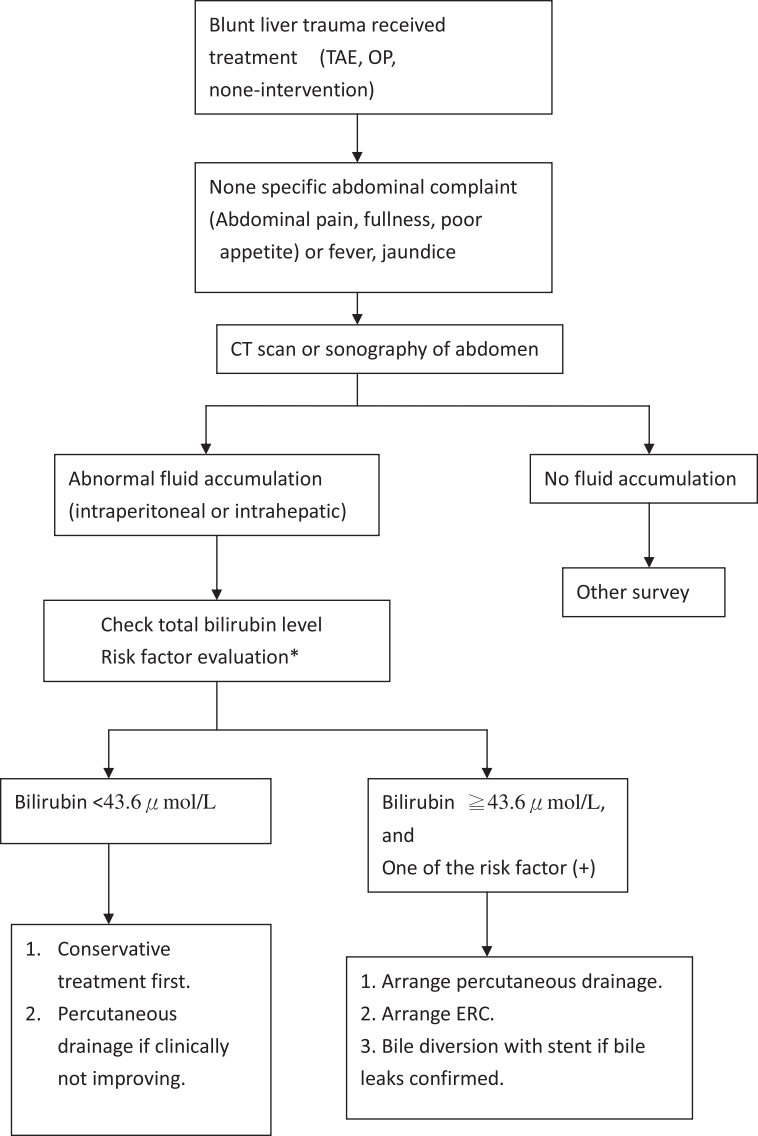 Blunt liver trauma received
treatment (TAE, OP,
none-intervention)
None specific abdominal complaint
(Abdominal pain, fullness, poor
appetite) or fever, jaundice
CT scan or sonography of abdomen
Abnormal fluid accumulation
(intraperitoneal or intrahepatic)
No fluid accumulation
Other survey
Check total bilirubin level
Risk factor evaluation*
Bilirubin <43.6 μ mol/L
Bilirubin ≧43.6 μ mol/L,
and
One of the risk factor (+)
1. Conservative
treatment first.
2. Percutaneous
drainage if clinically
not improving.
1. Arrange percutaneous drainage.
2. Arrange ERC.
3. Bile diversion with stent if bile
leaks confirmed.